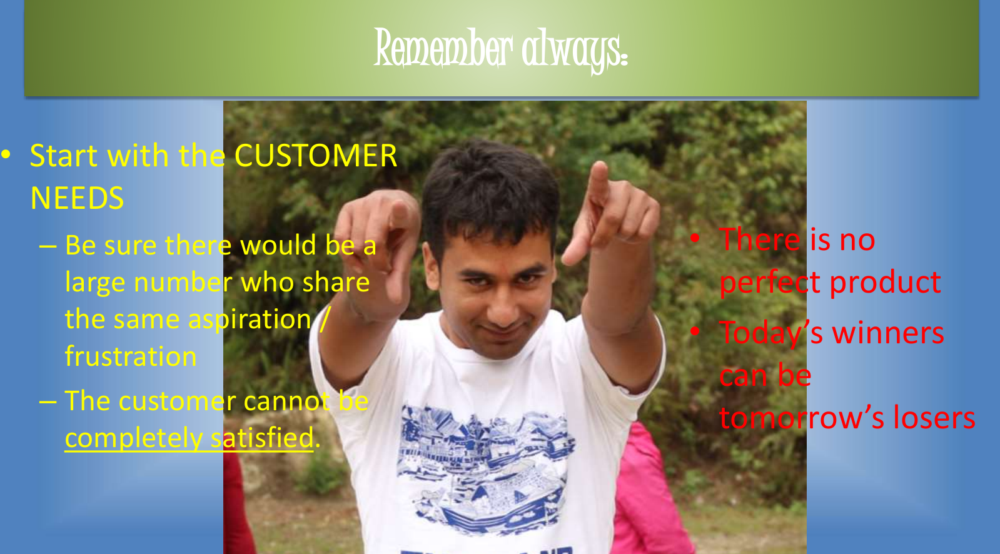 Remember always:
• Start with the CUSTOMER
NEEDS
– Be sure there would be a
large number who share
the same aspiration /
frustration
– The customer cannot be
completely satisfied.
• There is no
perfect product
• Today’s winners
can be
tomorrow’s losers